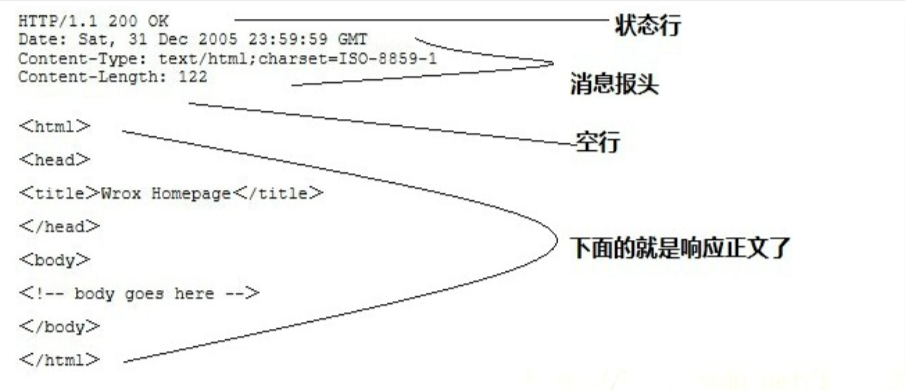 HTTP/1.1 200 OK
状态行
Date: Sat, 31 Dec 2005 23:59:59 GMT
Content-Type: text/html;charset=ISO-8859-1
Content-Length: 122
消息报头
空行
<html>
<head>
<title>Wrox Homepage</title>
</head>
下面的就是响应正文了
<body>
<!-- body goes here -->
</body>
</html>